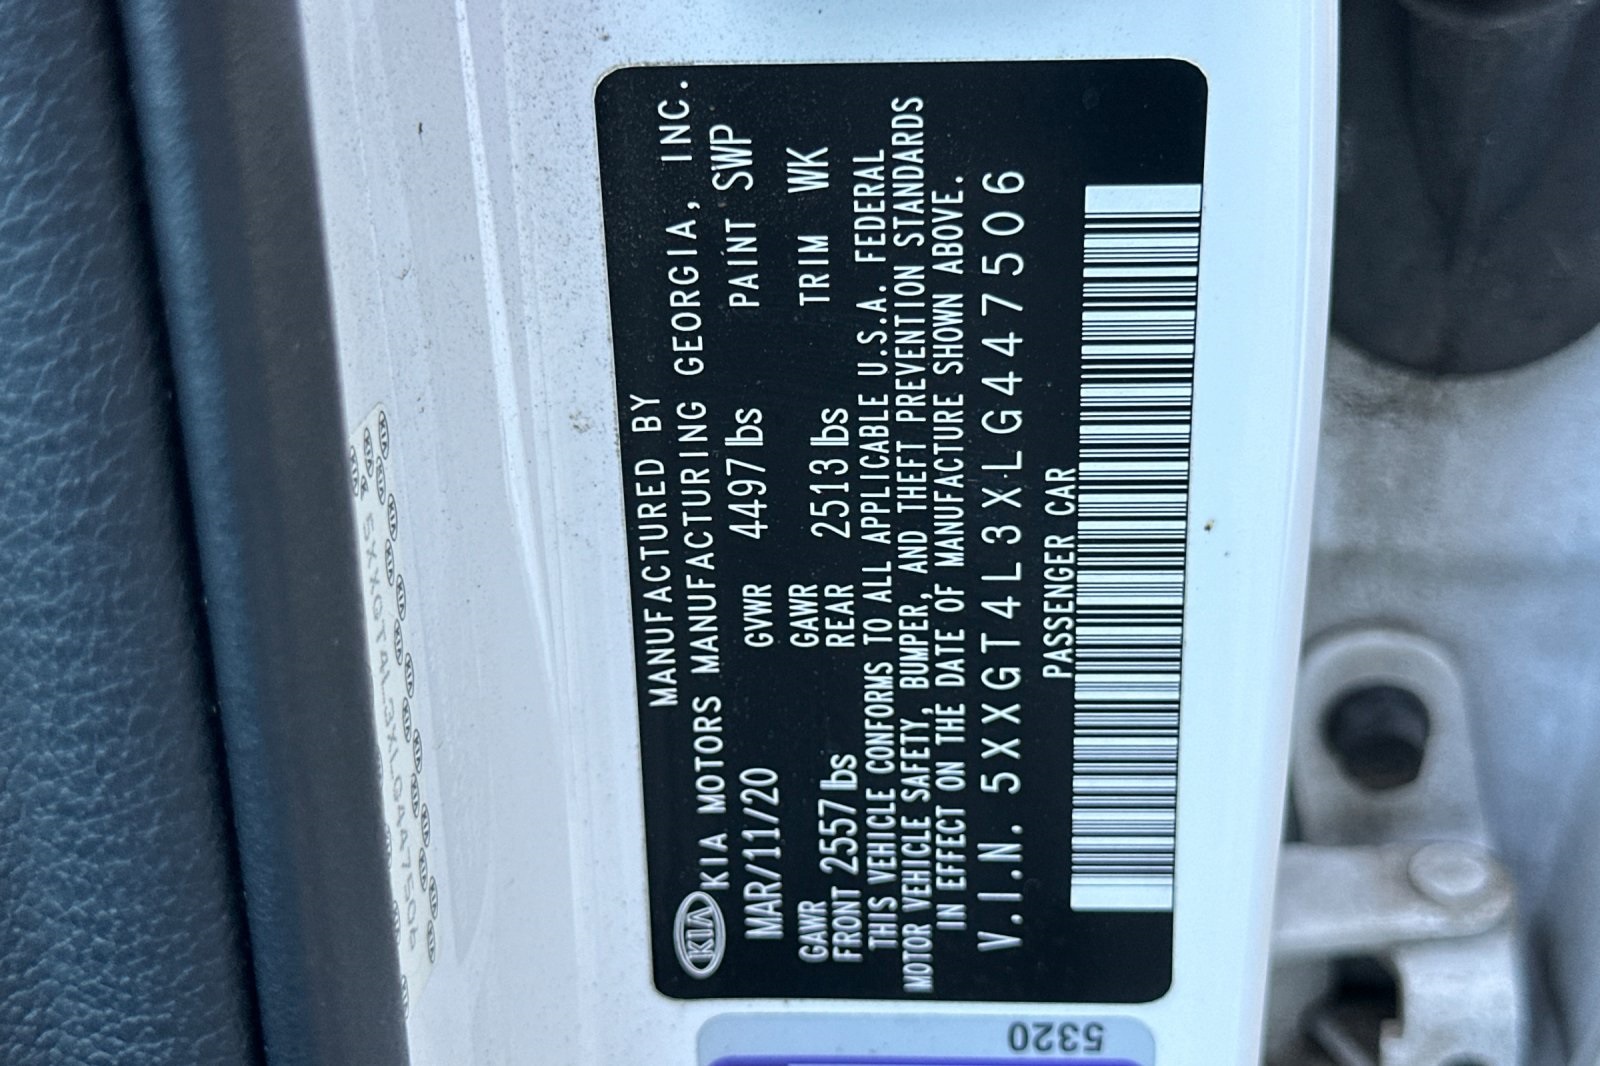 MANUFACTURED BY
KIA KIA MOTORS MANUFACTURING GEORGIA, INC.
MAR/11/20 GVWR 4497 lbs PAINT SWP
GAWR FRONT 2557 lbs GAWR REAR 2513 lbs TRIM WK
THIS VEHICLE CONFORMS TO ALL APPLICABLE U.S.A. FEDERAL
MOTOR VEHICLE SAFETY, BUMPER, AND THEFT PREVENTION STANDARDS
IN EFFECT ON THE DATE OF MANUFACTURE SHOWN ABOVE.
V.I.N. 5XXGT4L3XLG447506
PASSENGER CAR
5XXGT4L3XLG447506
5320